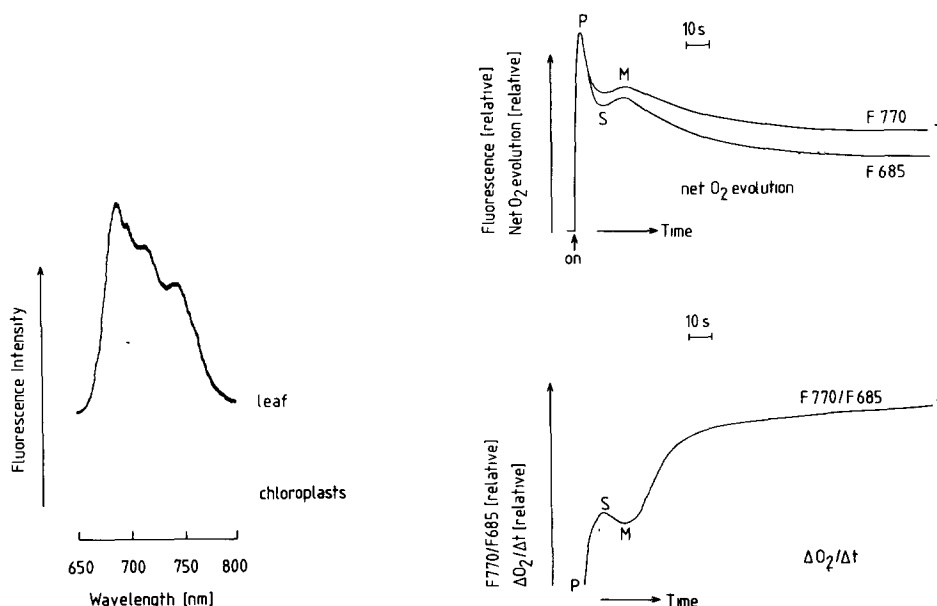 Fluorescence Intensity
leaf
chloroplasts
650 700 750 800
Wavelength [nm]
10 s
P
M
S
F 770
F 685
Fluorescence [relative]
Net O2 evolution [relative]
net O2 evolution
Time
on
10 s
F 770/F 685
S
M
P
F770/F685 [relative]
ΔO2/Δt [relative]
ΔO2/Δt
Time